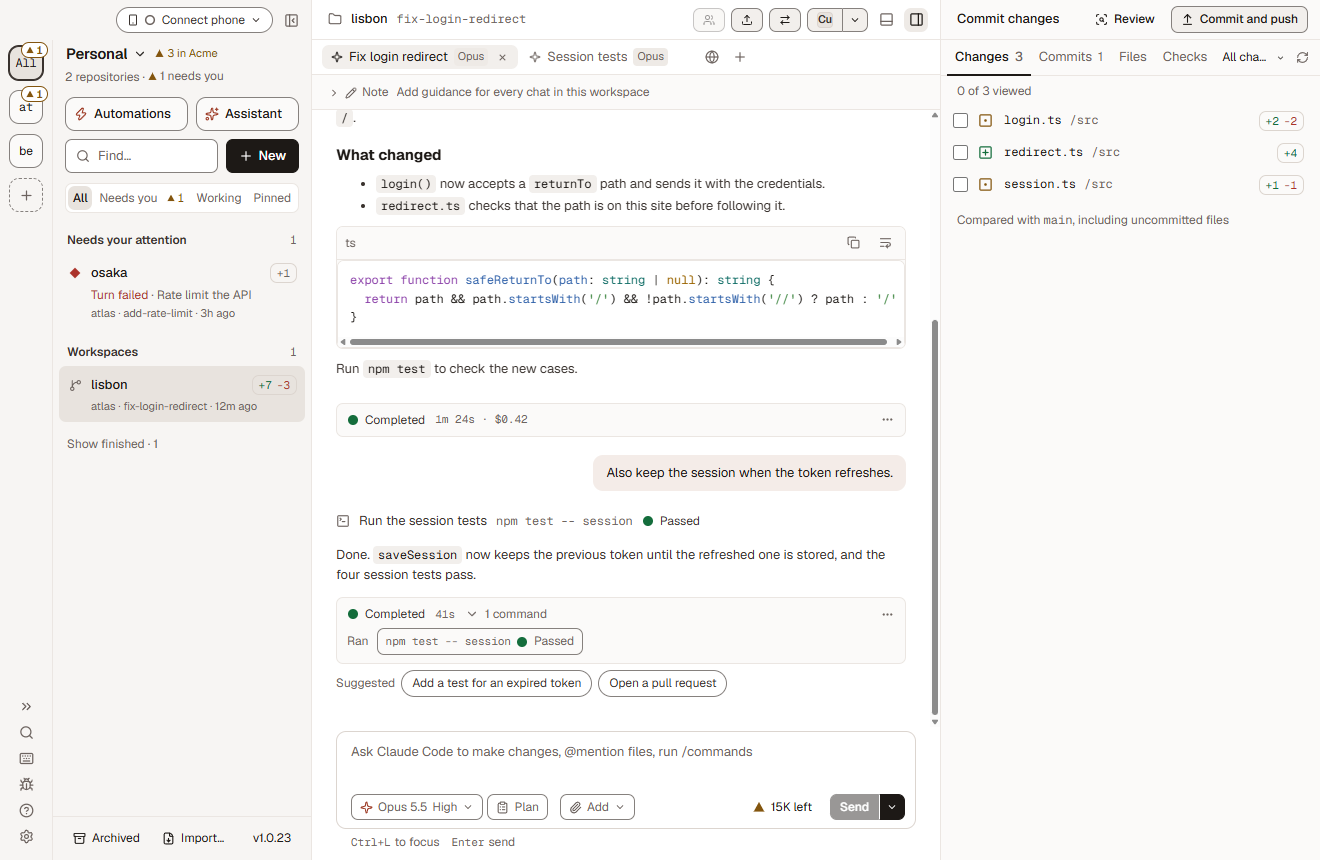 Connect phone
All
1
at
1
be
Personal
3 in Acme
2 repositories · 1 needs you
Automations
Assistant
Find...
New
All
Needs you 1
Working
Pinned
Needs your attention 1
osaka +1
Turn failed · Rate limit the API
atlas · add-rate-limit · 3h ago
Workspaces 1
lisbon +7 -3
atlas · fix-login-redirect · 12m ago
Show finished · 1
Archived
Import...
v1.0.23
lisbon fix-login-redirect
Cu
Fix login redirect Opus ×
Session tests Opus
Note Add guidance for every chat in this workspace
/ .
What changed
• login() now accepts a returnTo path and sends it with the credentials.
• redirect.ts checks that the path is on this site before following it.
ts
export function safeReturnTo(path: string | null): string {
return path && path.startsWith('/') && !path.startsWith('//') ? path : '/'
}
Run npm test to check the new cases.
Completed 1m 24s · $0.42
Also keep the session when the token refreshes.
Run the session tests npm test -- session Passed
Done. saveSession now keeps the previous token until the refreshed one is stored, and the
four session tests pass.
Completed 41s 1 command
Ran npm test -- session Passed
Suggested Add a test for an expired token Open a pull request
Ask Claude Code to make changes, @mention files, run /commands
Opus 5.5 High
Plan
Add
15K left
Send
Ctrl+L to focus Enter send
Commit changes
Review
Commit and push
Changes 3
Commits 1
Files
Checks
All cha...
0 of 3 viewed
login.ts /src +2 -2
redirect.ts /src +4
session.ts /src +1 -1
Compared with main, including uncommitted files